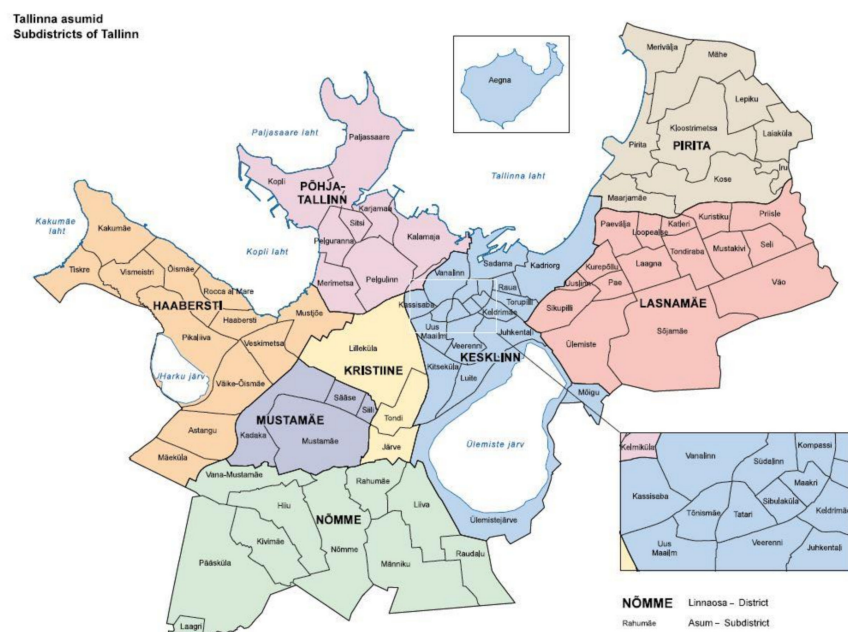 Tallinna asumid
Subdistricts of Tallinn
Aegna
Merivälja
Mähe
Lepiku
Kloostrimetsa
Laiaküla
Pirita
PIRITA
Iru
Kose
Maarjamäe
Paljasaare laht
Paljassaare
Kopli
PÕHJA-
TALLINN
Karjamaa
Sitsi
Pelguranna
Kalamaja
Merimetsa
Pelgulinn
Tallinna laht
Kakumäe
laht
Kopli laht
Kakumäe
Tiskre
Vismeistri
Õismäe
Rocca al Mare
HAABERSTI
Haabersti
Mustjõe
Pikaliiva
Veskimetsa
Harku järv
Väike-Õismäe
Astangu
Mäeküla
Lilleküla
KRISTIINE
Tondi
Järve
MUSTAMÄE
Sääse
Siili
Kadaka
Mustamäe
Vanalinn
Sadama
Kadriorg
Kassisaba
Raua
Torupilli
Keldrimäe
Uus
Maailm
Juhkentali
Veerenni
KESKLINN
Kitseküla
Luite
Mõigu
Ülemiste järv
Ülemistejärve
Paevälja
Loopealse
Katleri
Kuristiku
Priisle
Tondiraba
Mustakivi
Seli
Kurepõllu
Laagna
Uuslinn
Pae
Väo
Sikupilli
LASNAMÄE
Sõjamäe
Ülemiste
Vana-Mustamäe
Hiiu
Rahumäe
Liiva
NÕMME
Kivimäe
Nõmme
Pääsküla
Männiku
Raudalu
Laagri
Kelmiküla
Vanalinn
Südalinn
Kompassi
Maakri
Kassisaba
Tõnismäe
Tatari
Sibulaküla
Keldrimäe
Uus
Maailm
Veerenni
Juhkentali
NÕMME Linnaosa – District
Rahumäe Asum – Subdistrict